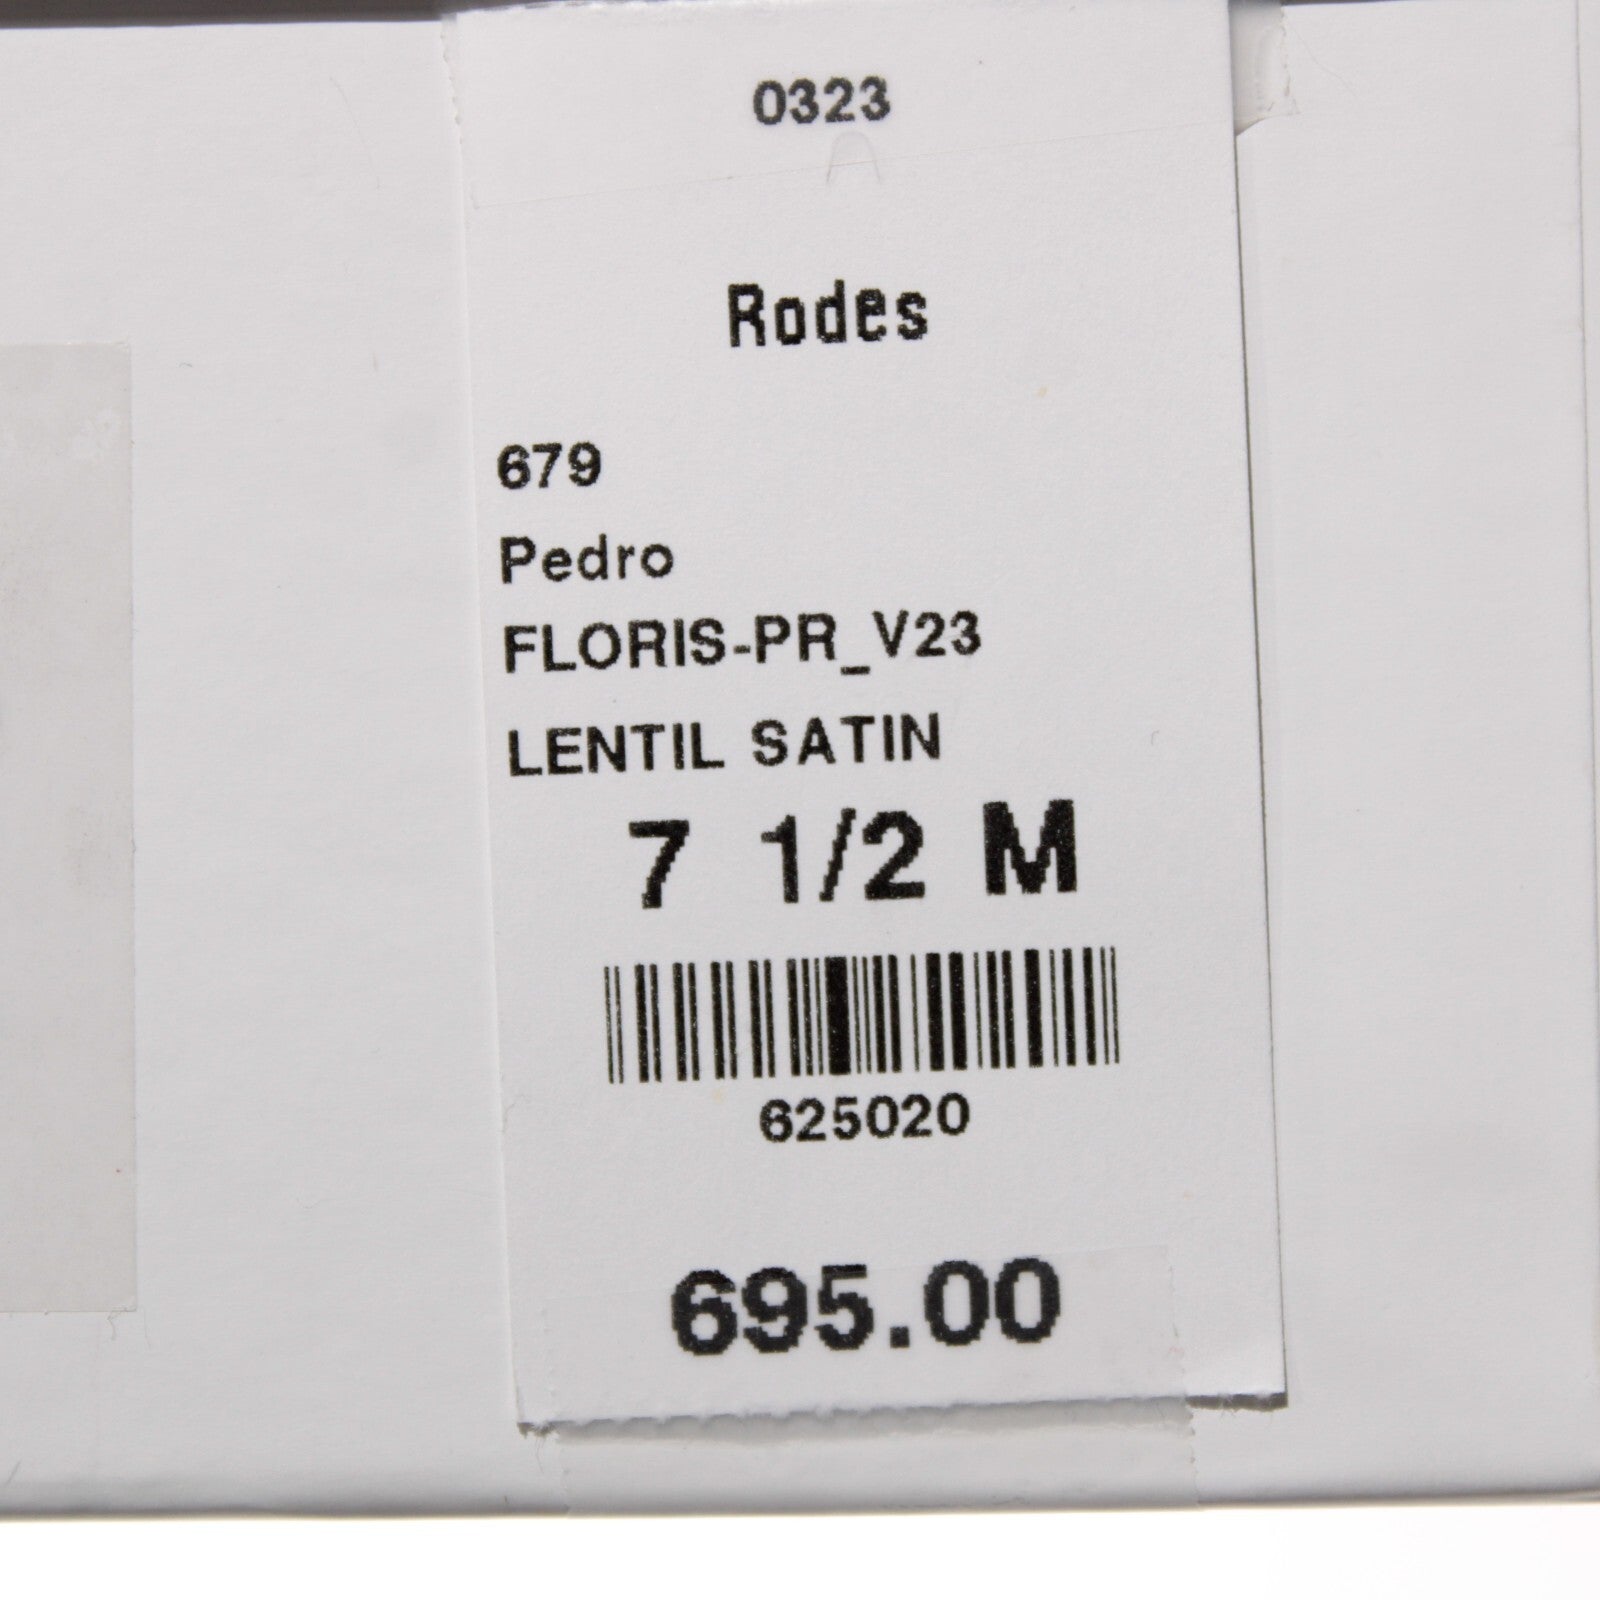 0323
Rodes
679
Pedro
FLORIS-PR_V23
LENTIL SATIN
7 1/2 M
625020
695.00